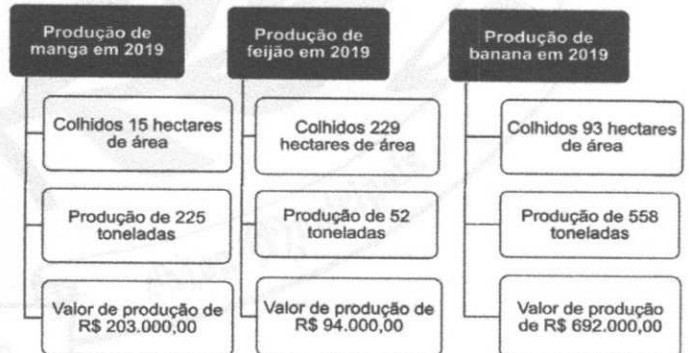 Produção de
manga em 2019
Colhidos 15 hectares
de área
Produção de 225
toneladas
Valor de produção de
R$ 203.000,00
Produção de
feijão em 2019
Colhidos 229
hectares de área
Produção de 52
toneladas
Valor de produção de
R$ 94.000,00
Produção de
banana em 2019
Colhidos 93 hectares
de área
Produção de 558
toneladas
Valor de produção
de R$ 692.000,00